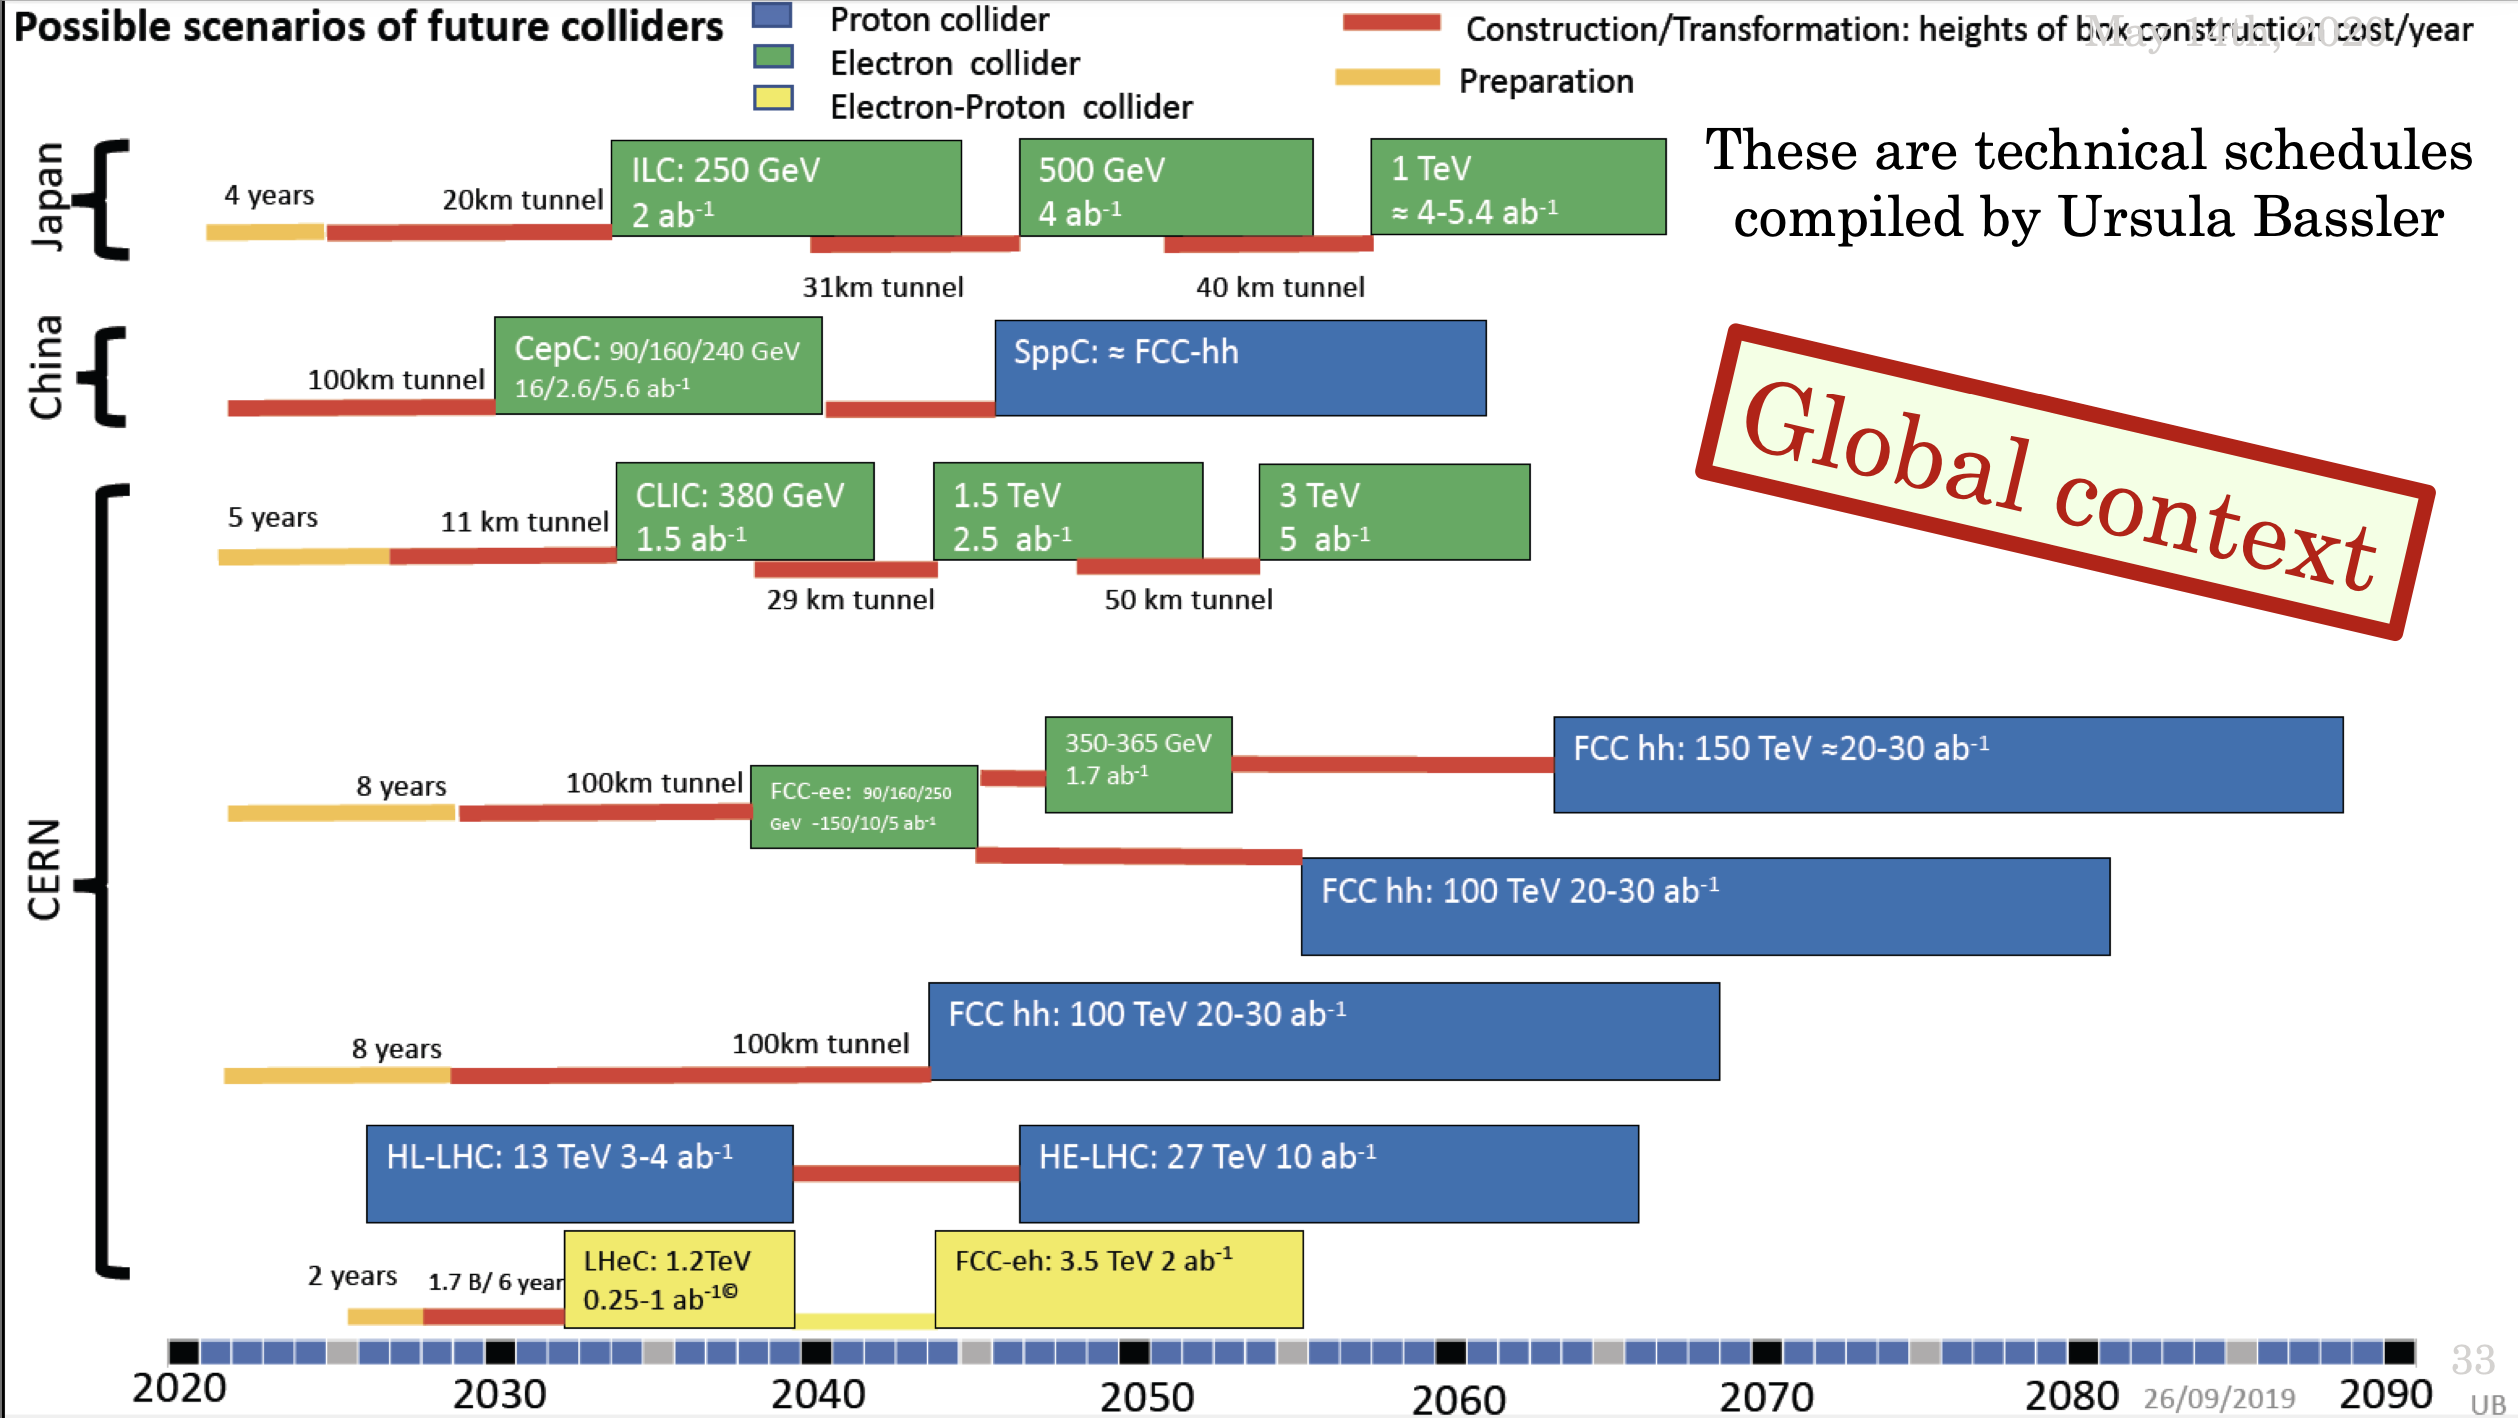 Possible scenarios of future colliders
Proton collider
Electron collider
Electron-Proton collider
Construction/Transformation: heights of box construction cost/year
May 14th, 2020
Preparation
These are technical schedules
compiled by Ursula Bassler
Japan
4 years
20km tunnel
ILC: 250 GeV
2 ab⁻¹
500 GeV
4 ab⁻¹
1 TeV
≈ 4-5.4 ab⁻¹
31km tunnel
40 km tunnel
Global context
China
100km tunnel
CepC: 90/160/240 GeV
16/2.6/5.6 ab⁻¹
SppC: ≈ FCC-hh
CERN
5 years
11 km tunnel
CLIC: 380 GeV
1.5 ab⁻¹
1.5 TeV
2.5 ab⁻¹
3 TeV
5 ab⁻¹
29 km tunnel
50 km tunnel
8 years
100km tunnel
FCC-ee: 90/160/250
GeV -150/10/5 ab⁻¹
350-365 GeV
1.7 ab⁻¹
FCC hh: 150 TeV ≈20-30 ab⁻¹
FCC hh: 100 TeV 20-30 ab⁻¹
8 years
100km tunnel
FCC hh: 100 TeV 20-30 ab⁻¹
HL-LHC: 13 TeV 3-4 ab⁻¹
HE-LHC: 27 TeV 10 ab⁻¹
2 years
1.7 B/ 6 year
LHeC: 1.2TeV
0.25-1 ab⁻¹©
FCC-eh: 3.5 TeV 2 ab⁻¹
2020 2030 2040 2050 2060 2070 2080 2090
26/09/2019
33
UB